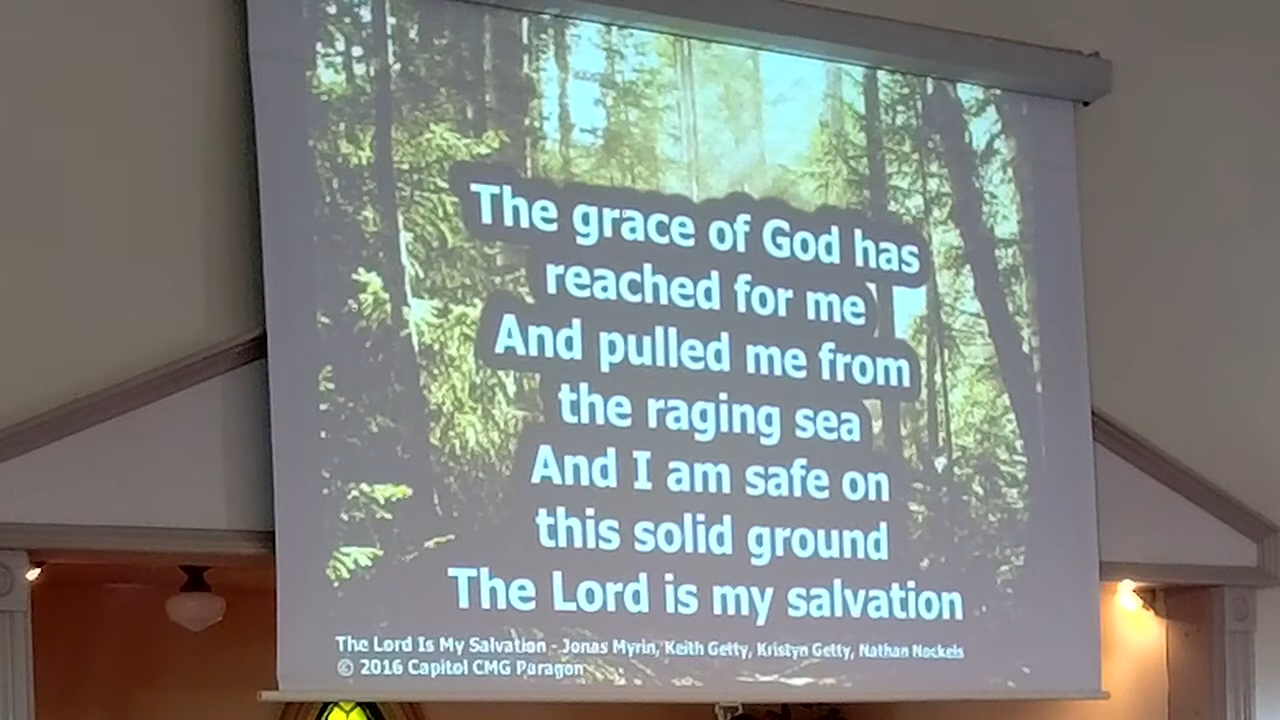 The grace of God has
reached for me
And pulled me from
the raging sea
And I am safe on
this solid ground
The Lord is my salvation
The Lord Is My Salvation - Jonas Myrin, Keith Getty, Kristyn Getty, Nathan Nockels
© 2016 Capitol CMG Paragon